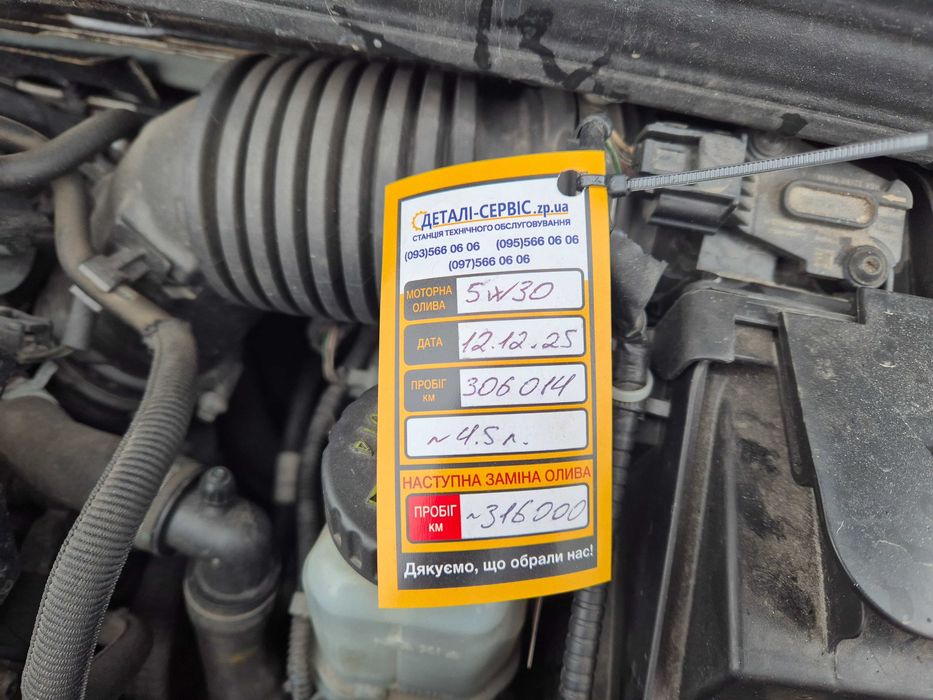 ДЕТАЛІ-СЕРВІС.zp.ua
СТАНЦІЯ ТЕХНІЧНОГО ОБСЛУГОВУВАННЯ
(093)566 06 06 (095)566 06 06
(097)566 06 06
МОТОРНА ОЛИВА 5w30
ДАТА 12.12.25
ПРОБІГ КМ 306014
~4.5л.
НАСТУПНА ЗАМІНА ОЛИВА
ПРОБІГ КМ ~316000
Дякуємо, що обрали нас!